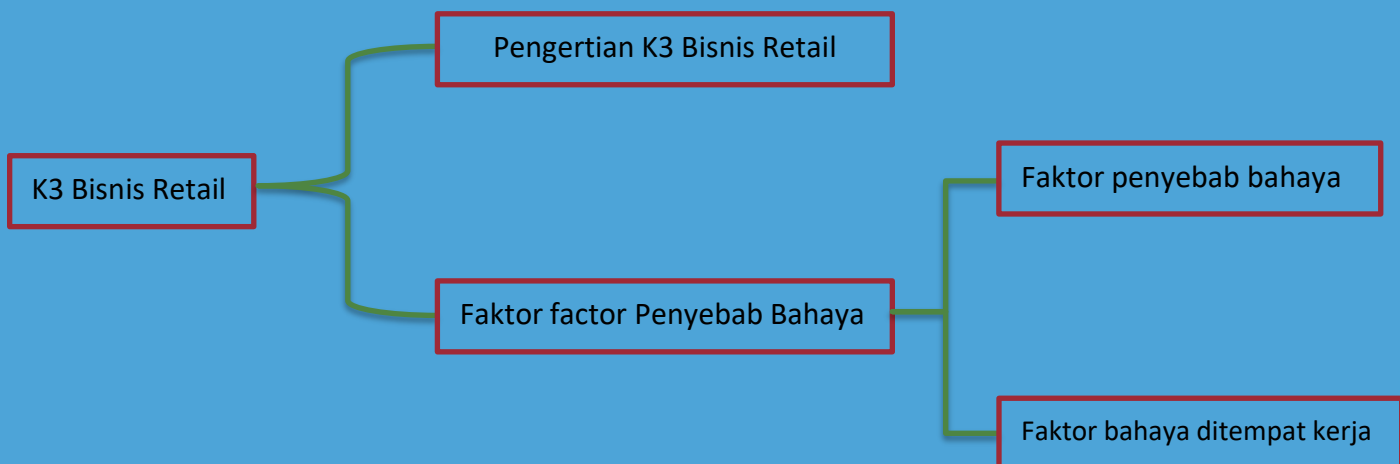 Pengertian K3 Bisnis Retail
K3 Bisnis Retail
Faktor penyebab bahaya
Faktor factor Penyebab Bahaya
Faktor bahaya ditempat kerja